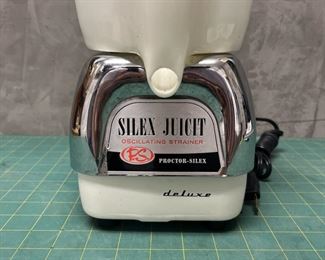 SILEX JUICIT
OSCILLATING STRAINER
PS PROCTOR-SILEX
deluxe